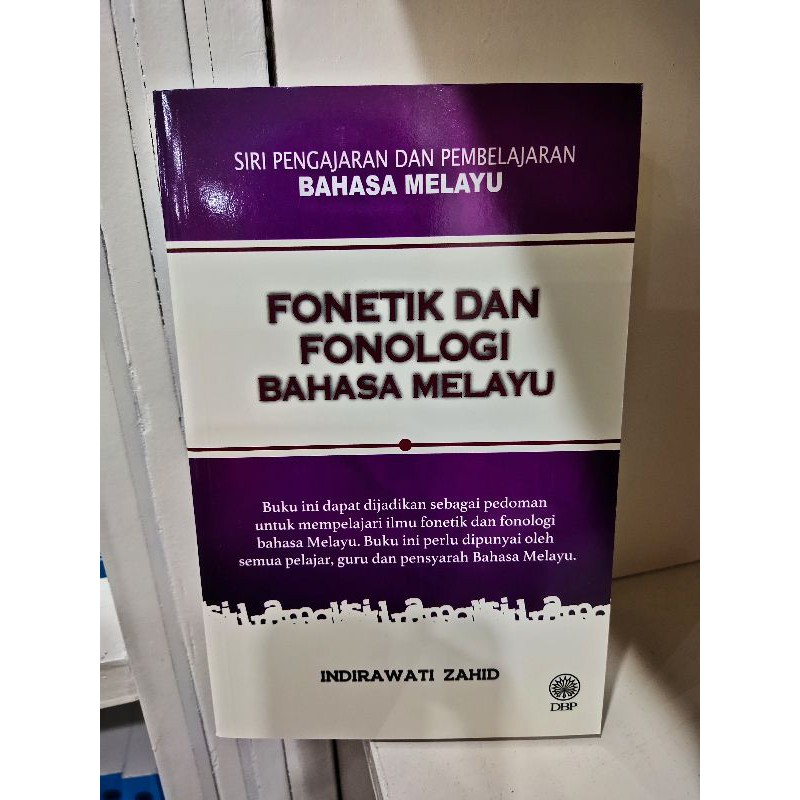 SIRI PENGAJARAN DAN PEMBELAJARAN
BAHASA MELAYU
FONETIK DAN
FONOLOGI
BAHASA MELAYU
Buku ini dapat dijadikan sebagai pedoman
untuk mempelajari ilmu fonetik dan fonologi
bahasa Melayu. Buku ini perlu dipunyai oleh
semua pelajar, guru dan pensyarah Bahasa Melayu.
INDIRAWATI ZAHID
DBP